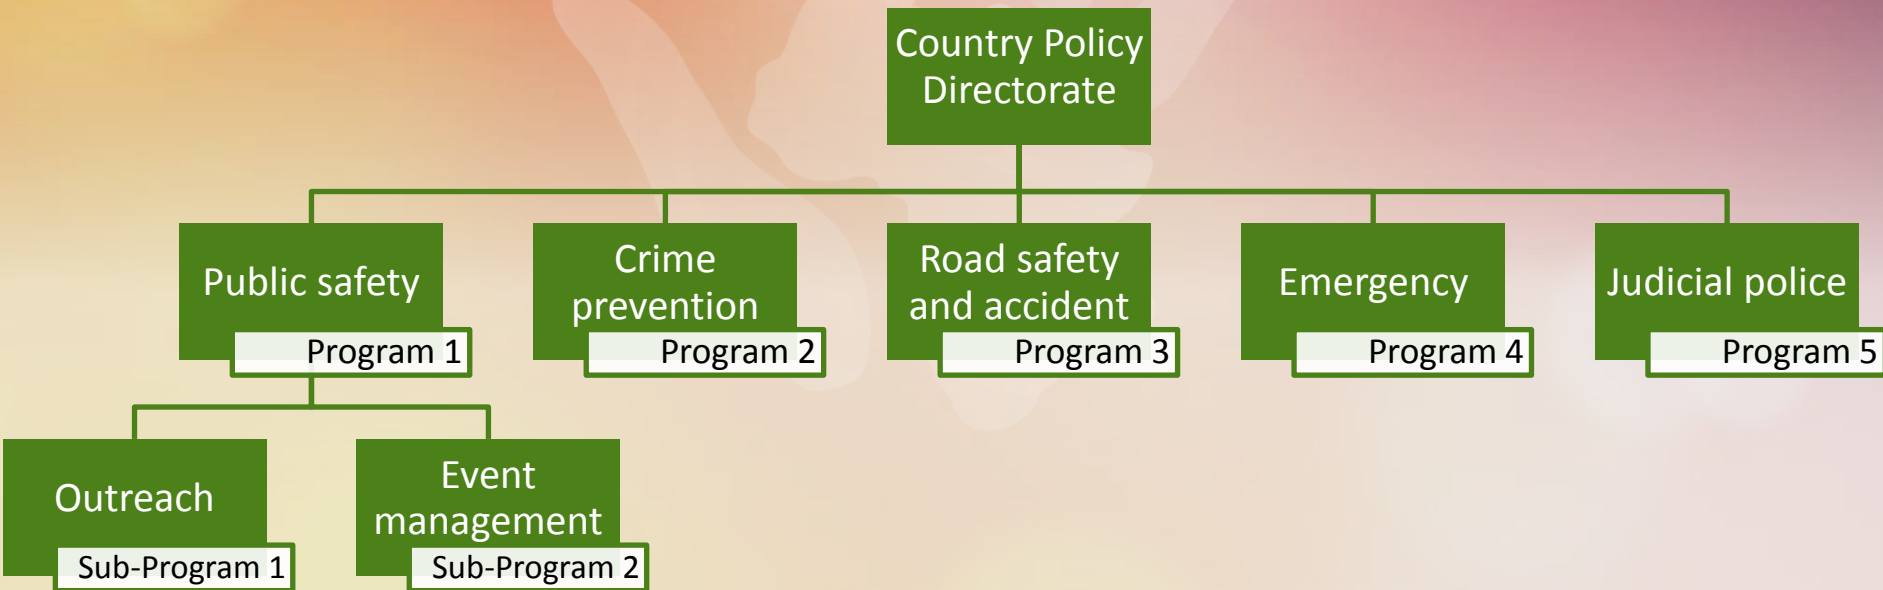 Country Policy
Directorate
Public safety
Program 1
Crime
prevention
Program 2
Road safety
and accident
Program 3
Emergency
Program 4
Judicial police
Program 5
Outreach
Sub-Program 1
Event
management
Sub-Program 2